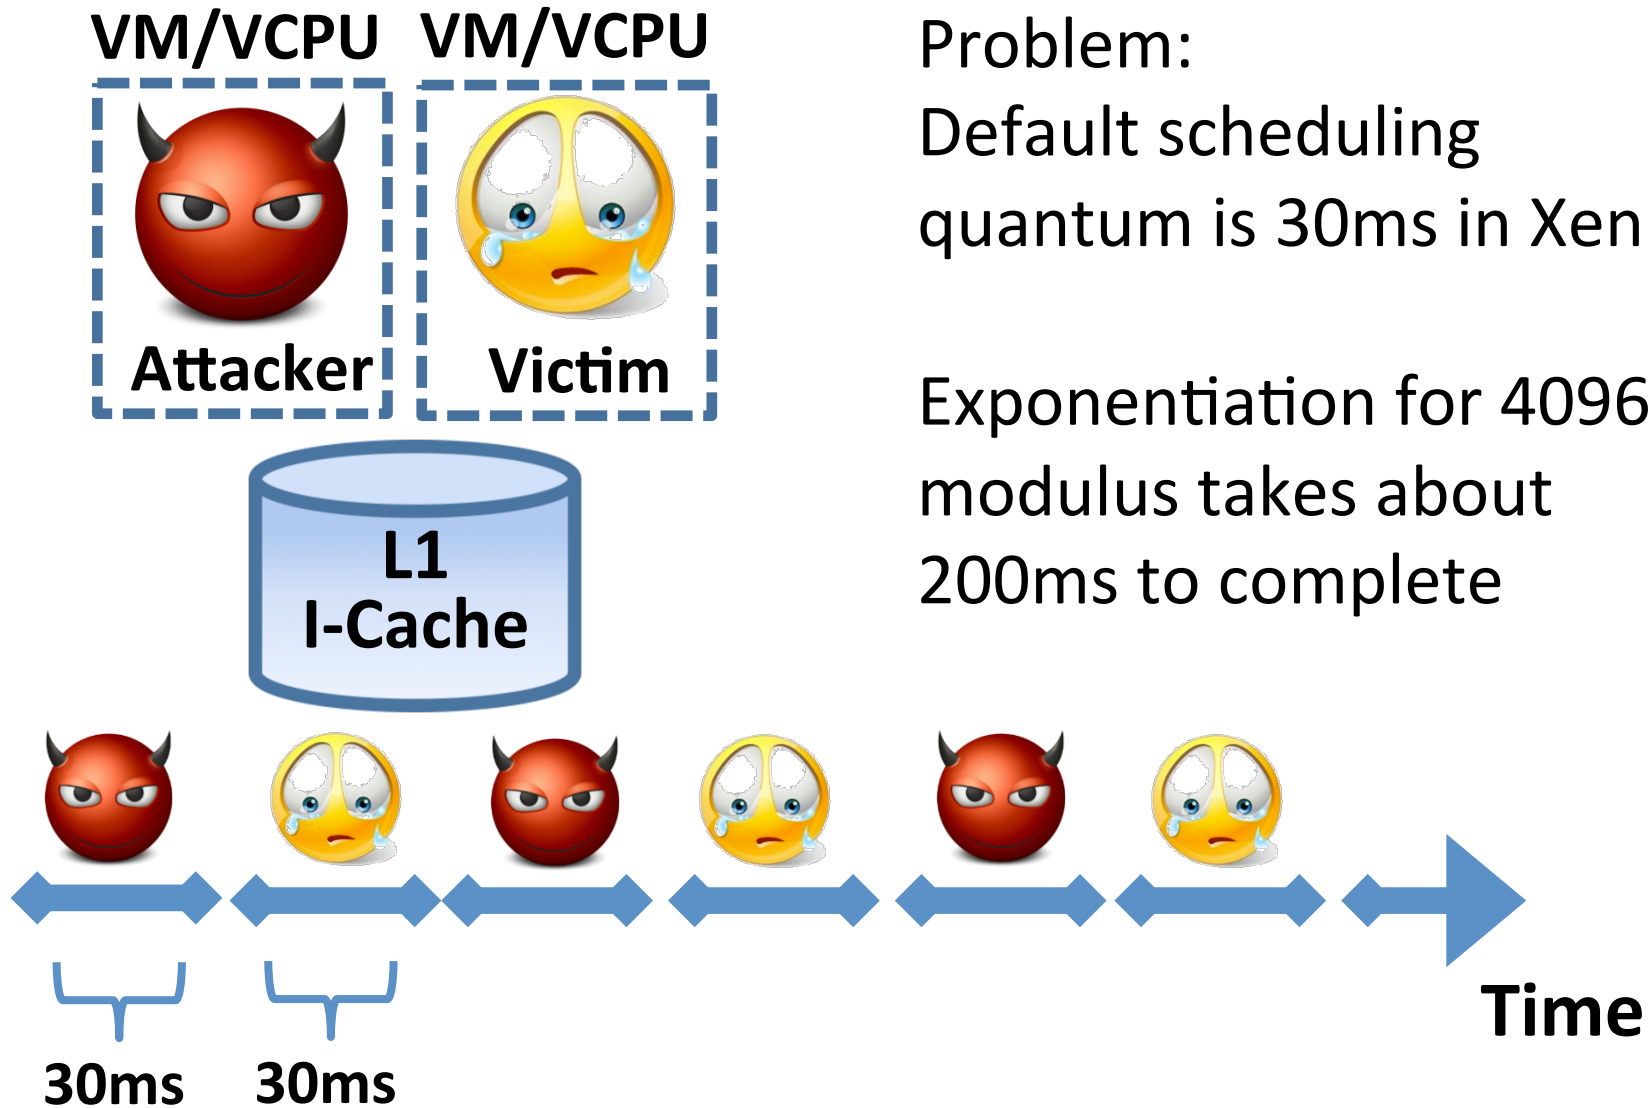 VM/VCPU VM/VCPU
Attacker Victim
L1
I-Cache
Problem:
Default scheduling
quantum is 30ms in Xen
Exponentiation for 4096
modulus takes about
200ms to complete
Time
30ms 30ms